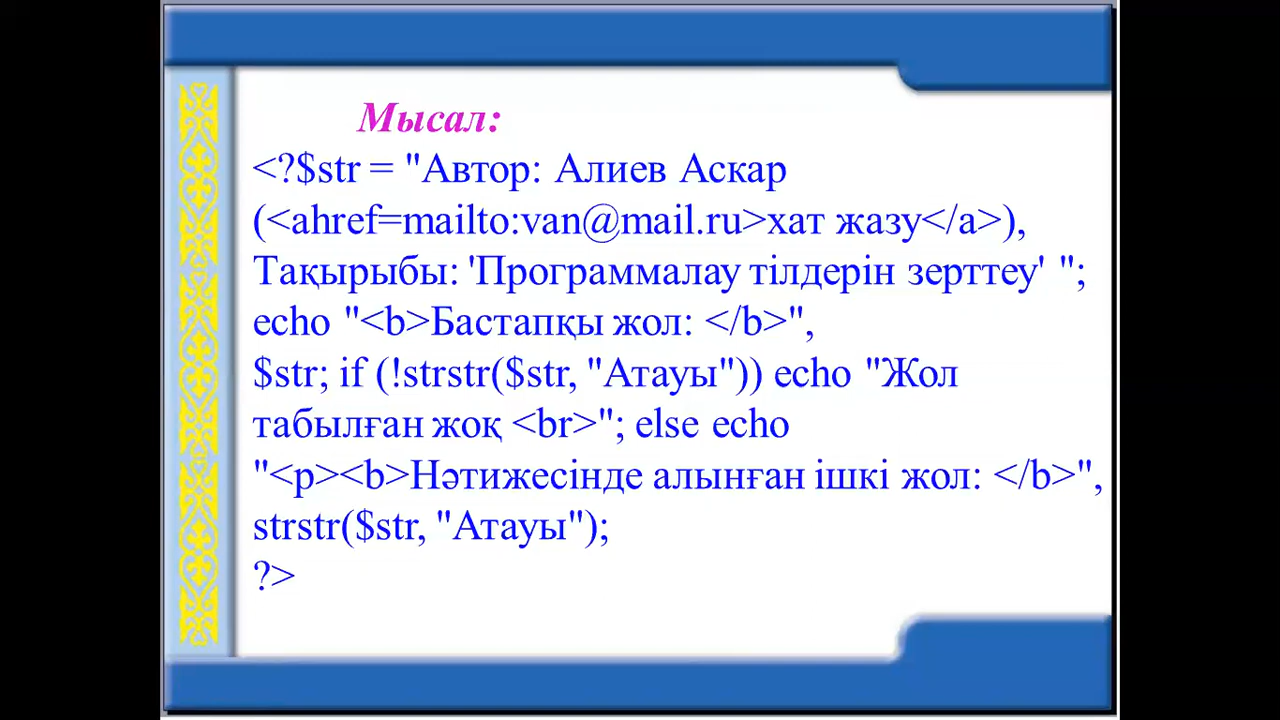 Мысал:
<?$str = "Автор: Алиев Аскар
(<ahref=mailto:van@mail.ru>хат жазу</a>),
Тақырыбы: 'Программалау тілдерін зерттеу' ";
echo "<b>Бастапқы жол: </b>",
$str; if (!strstr($str, "Атауы")) echo "Жол
табылған жоқ <br>"; else echo
"<p><b>Нәтижесінде алынған ішкі жол: </b>",
strstr($str, "Атауы");
?>